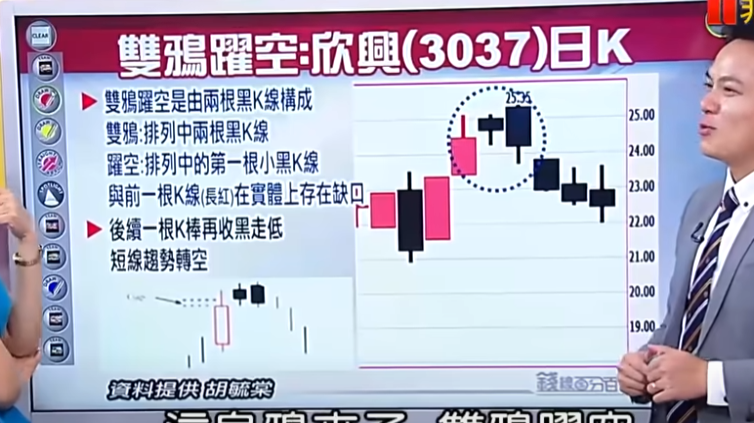 雙鴉躍空:欣興(3037)日K
CLEAR
▶ 雙鴉躍空是由兩根黑K線構成
雙鴉:排列中兩根黑K線
躍空:排列中的第一根小黑K線
與前一根K線(長紅)在實體上存在缺口
▶ 後續一根K棒再收黑走低
短線趨勢轉空
25.00
24.00
23.00
22.00
21.00
20.00
19.00
資料提供 胡毓棠
錢線百分百